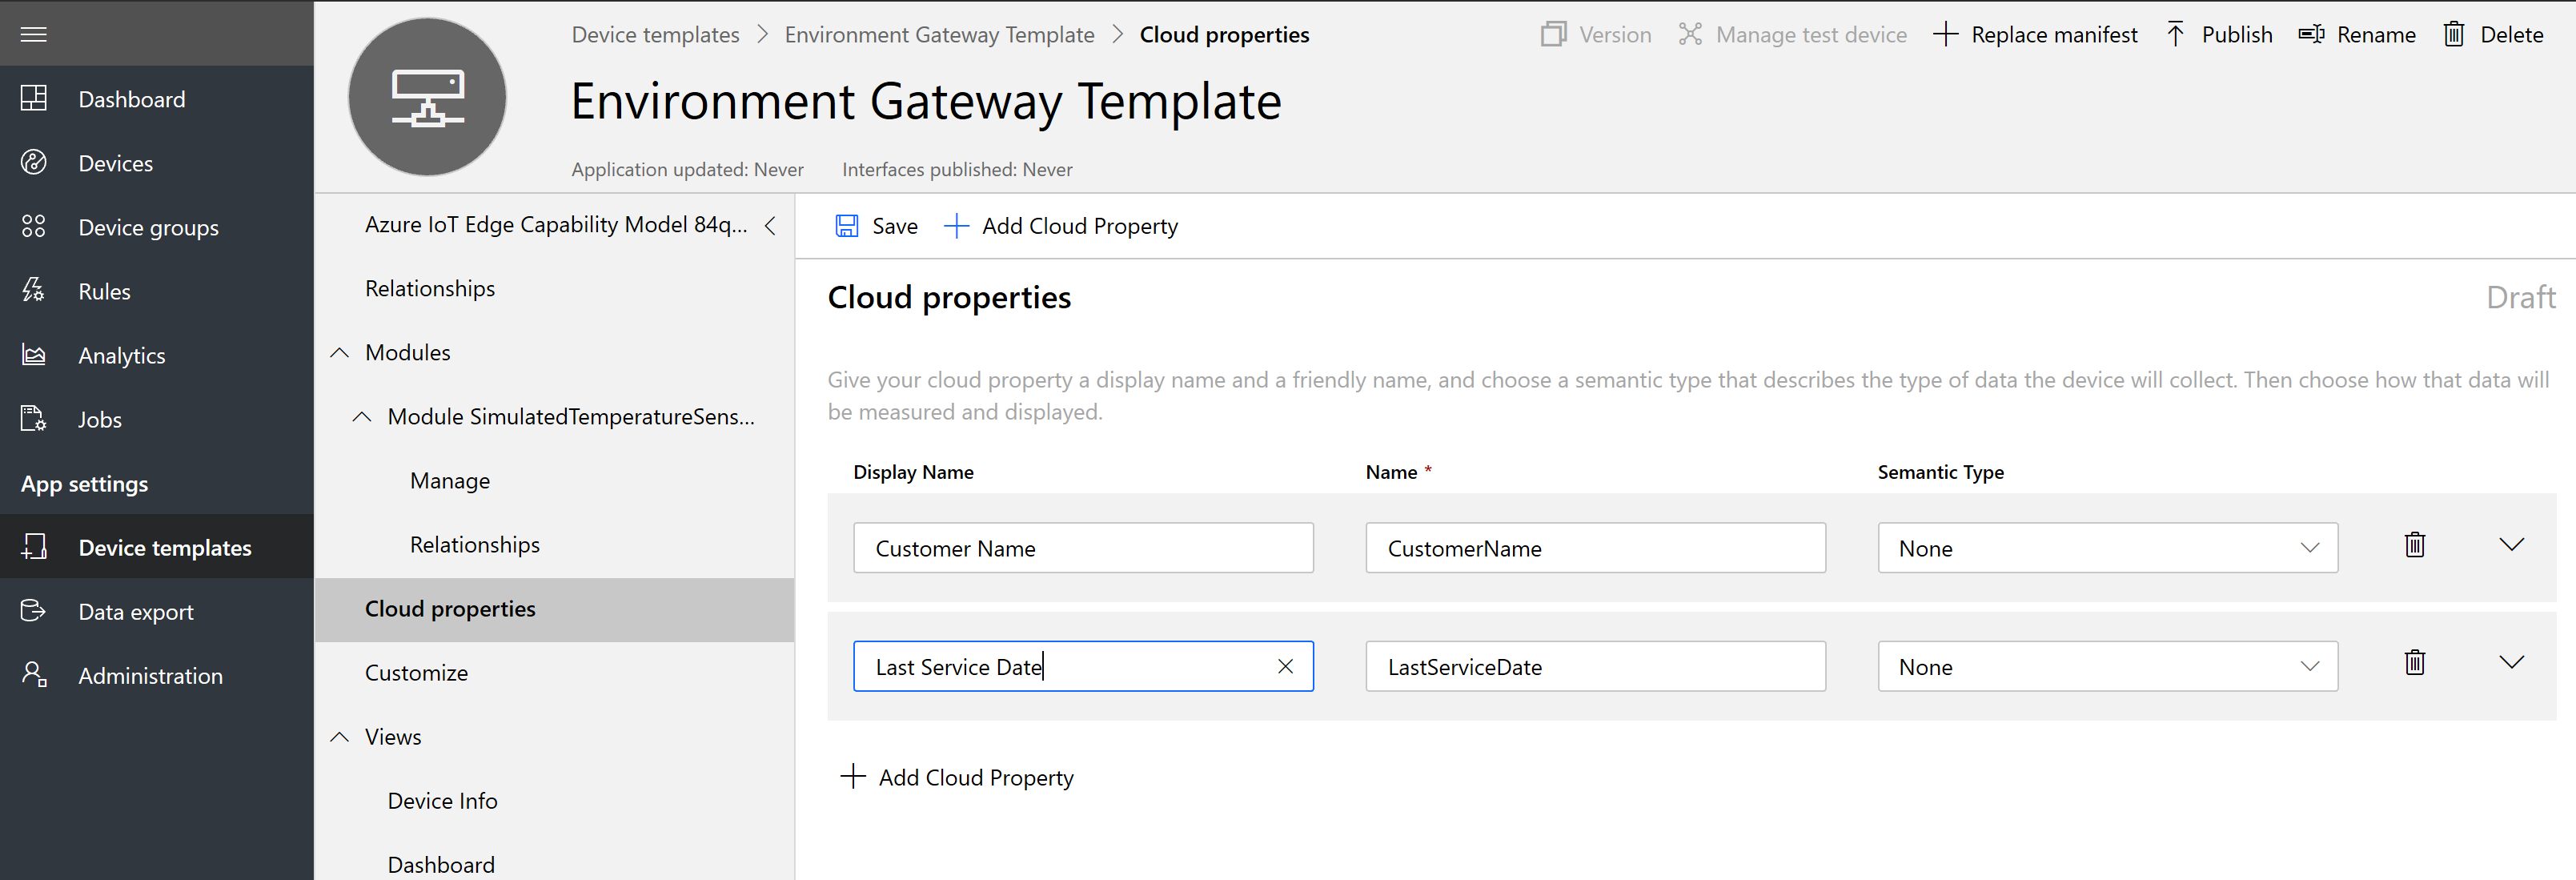 Dashboard
Devices
Device groups
Rules
Analytics
Jobs
App settings
Device templates
Data export
Administration
Device templates > Environment Gateway Template > Cloud properties
Version Manage test device Replace manifest Publish Rename Delete
Environment Gateway Template
Application updated: Never Interfaces published: Never
Azure IoT Edge Capability Model 84q...
Relationships
Modules
Module SimulatedTemperatureSens...
Manage
Relationships
Cloud properties
Customize
Views
Device Info
Dashboard
Save Add Cloud Property
Cloud properties
Draft
Give your cloud property a display name and a friendly name, and choose a semantic type that describes the type of data the device will collect. Then choose how that data will
be measured and displayed.
Display Name Name * Semantic Type
Customer Name CustomerName None
Last Service Date LastServiceDate None
Add Cloud Property